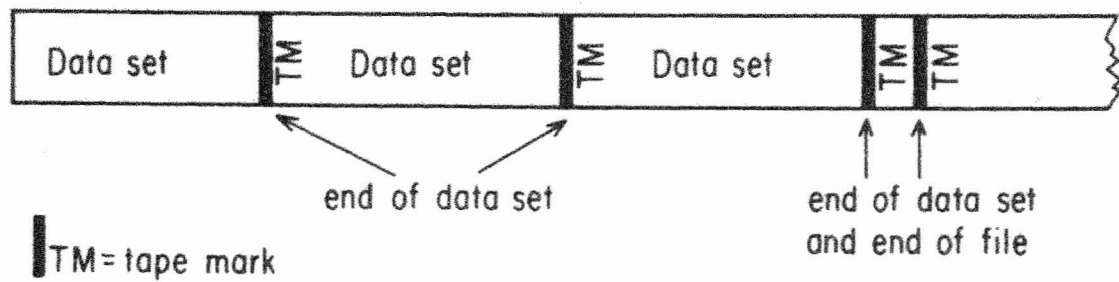 Data set TM Data set TM Data set TM TM
end of data set
end of data set
and end of file
TM = tape mark